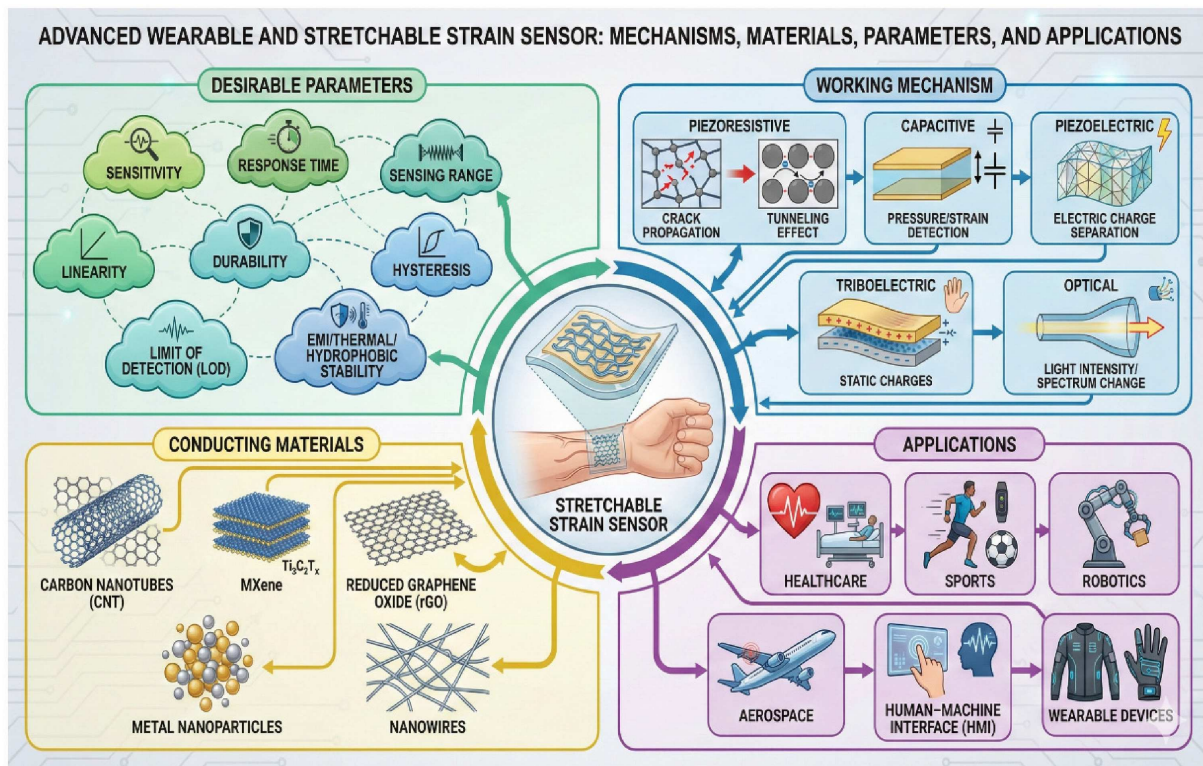 ADVANCED WEARABLE AND STRETCHABLE STRAIN SENSOR: MECHANISMS, MATERIALS, PARAMETERS, AND APPLICATIONS
DESIRABLE PARAMETERS
SENSITIVITY
RESPONSE TIME
SENSING RANGE
LINEARITY
DURABILITY
HYSTERESIS
LIMIT OF
DETECTION (LOD)
EMI/THERMAL/
HYDROPHOBIC
STABILITY
WORKING MECHANISM
PIEZORESISTIVE
CRACK
PROPAGATION
TUNNELING
EFFECT
CAPACITIVE
PRESSURE/STRAIN
DETECTION
PIEZOELECTRIC
ELECTRIC CHARGE
SEPARATION
TRIBOELECTRIC
STATIC CHARGES
OPTICAL
LIGHT INTENSITY/
SPECTRUM CHANGE
STRETCHABLE
STRAIN SENSOR
CONDUCTING MATERIALS
CARBON NANOTUBES
(CNT)
Ti₃C₂Tₓ
MXene
REDUCED GRAPHENE
OXIDE (rGO)
METAL NANOPARTICLES
NANOWIRES
APPLICATIONS
HEALTHCARE
SPORTS
ROBOTICS
AEROSPACE
HUMAN–MACHINE
INTERFACE (HMI)
WEARABLE DEVICES